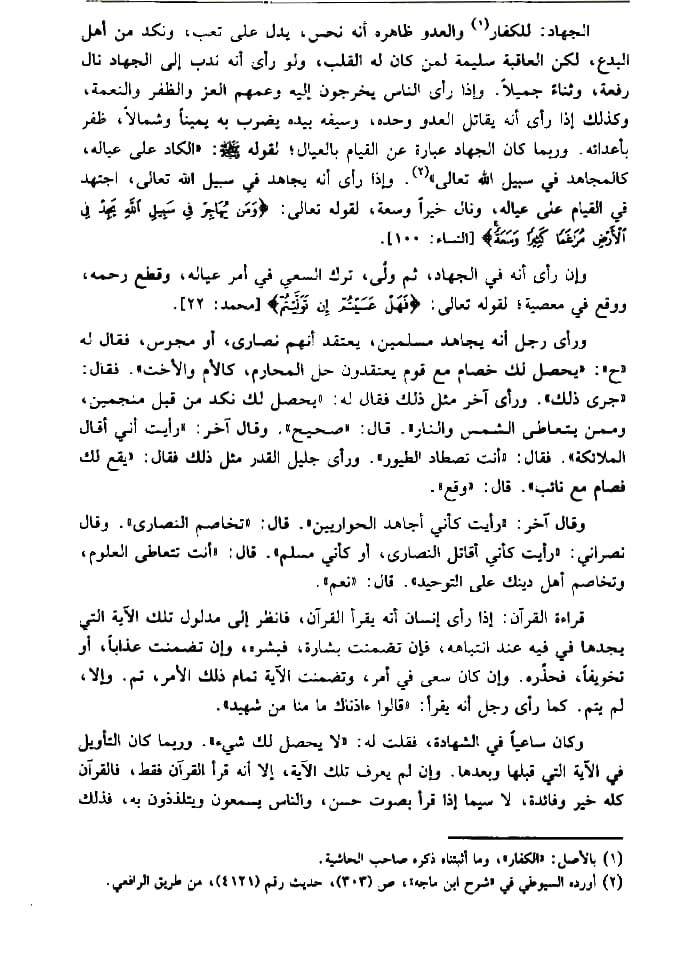 الجهاد: للكفار(١) والعدو ظاهره أنه نحس، يدل على تعب، ونكد من أهل
البدع، لكن العاقبة سليمة لمن كان له القلب، ولو رأى أنه ندب إلى الجهاد نال
رفعة، وثناءً جميلاً. وإذا رأى الناس يخرجون إليه وعمهم العز والظفر والنعمة،
وكذلك إذا رأى أنه يقاتل العدو وحده، وسيفه بيده يضرب به يميناً وشمالاً، ظفر
بأعدائه. وربما كان الجهاد عبارة عن القيام بالعيال؛ لقوله ﷺ: «الكاد على عياله،
كالمجاهد في سبيل الله تعالى»(٢). وإذا رأى أنه يجاهد في سبيل الله تعالى، اجتهد
في القيام على عياله، ونال خيراً وسعة، لقوله تعالى: ﴿وَمَن يُهَاجِرْ فِي سَبِيلِ اللَّهِ يَجِدْ فِي
الْأَرْضِ مُرَاغَمًا كَثِيرًا وَسَعَةً﴾ [النساء: ١٠٠].
وإن رأى أنه في الجهاد، ثم ولَّى، ترك السعي في أمر عياله، وقطع رحمه،
ووقع في معصية؛ لقوله تعالى: ﴿فَهَلْ عَسَيْتُمْ إِن تَوَلَّيْتُمْ﴾ [محمد: ٢٢].
ورأى رجل أنه يجاهد مسلمين، يعتقد أنهم نصارى، أو مجوس، فقال له
«ح»: «يحصل لك خصام مع قوم يعتقدون حل المحارم، كالأم والأخت». فقال:
«جرى ذلك». ورأى آخر مثل ذلك فقال له: «يحصل لك نكد من قبل منجمين،
وممن يتعاطى الشمس والنار». قال: «صحيح». وقال آخر: «رأيت أني أقال
الملائكة». فقال: «أنت تصطاد الطيور». ورأى جليل القدر مثل ذلك فقال: «يقع لك
فصام مع نائب». قال: «وقع».
وقال آخر: «رأيت كأني أجاهد الحواريين». قال: «تخاصم النصارى». وقال
نصراني: «رأيت كأني أقاتل النصارى، أو كأني مسلم». قال: «أنت تتعاطى العلوم،
وتخاصم أهل دينك على التوحيد». قال: «نعم».
قراءة القرآن: إذا رأى إنسان أنه يقرأ القرآن، فانظر إلى مدلول تلك الآية التي
يجدها في فيه عند انتباهه، فإن تضمنت بشارة، فبشره، وإن تضمنت عذاباً، أو
تخويفاً، فحذّره. وإن كان سعى في أمر، وتضمنت الآية تمام ذلك الأمر، تم. وإلا،
لم يتم. كما رأى رجل أنه يقرأ: «قالوا ءاذناك ما منا من شهيد».
وكان ساعياً في الشهادة، فقلت له: «لا يحصل لك شيء». وربما كان التأويل
في الآية التي قبلها وبعدها. وإن لم يعرف تلك الآية، إلا أنه قرأ القرآن فقط، فالقرآن
كله خير وفائدة، لا سيما إذا قرأ بصوت حسن، والناس يسمعون ويتلذذون به، فذلك
(١) بالأصل: «الكفار»، وما أثبتناه ذكره صاحب الحاشية.
(٢) أورده السيوطي في «شرح ابن ماجه»، ص (٣٠٣)، حديث رقم (٤١٢١)، من طريق الرافعي.